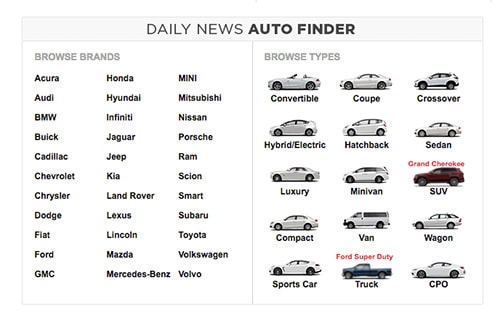 DAILY NEWS AUTO FINDER
BROWSE BRANDS
Acura Honda MINI
Audi Hyundai Mitsubishi
BMW Infiniti Nissan
Buick Jaguar Porsche
Cadillac Jeep Ram
Chevrolet Kia Scion
Chrysler Land Rover Smart
Dodge Lexus Subaru
Fiat Lincoln Toyota
Ford Mazda Volkswagen
GMC Mercedes-Benz Volvo
BROWSE TYPES
Convertible Coupe Crossover
Hybrid/Electric Hatchback Sedan
Grand Cherokee
Luxury Minivan SUV
Compact Van Wagon
Ford Super Duty
Sports Car Truck CPO